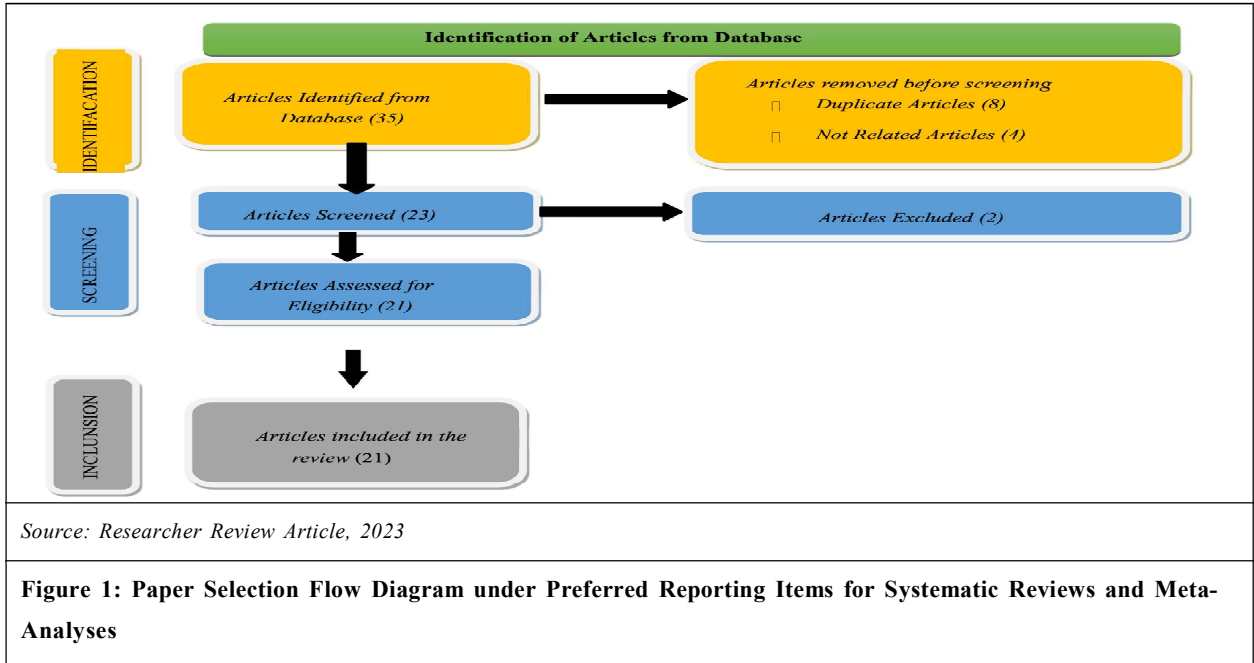 Identification of Articles from Database
IDENTIFACATION
Articles Identified from
Database (35)
Articles removed before screening
Duplicate Articles (8)
Not Related Articles (4)
SCREENING
Articles Screened (23)
Articles Excluded (2)
Articles Assessed for
Eligibility (21)
INCLUNSION
Articles included in the
review (21)
Source: Researcher Review Article, 2023
Figure 1: Paper Selection Flow Diagram under Preferred Reporting Items for Systematic Reviews and Meta-
Analyses